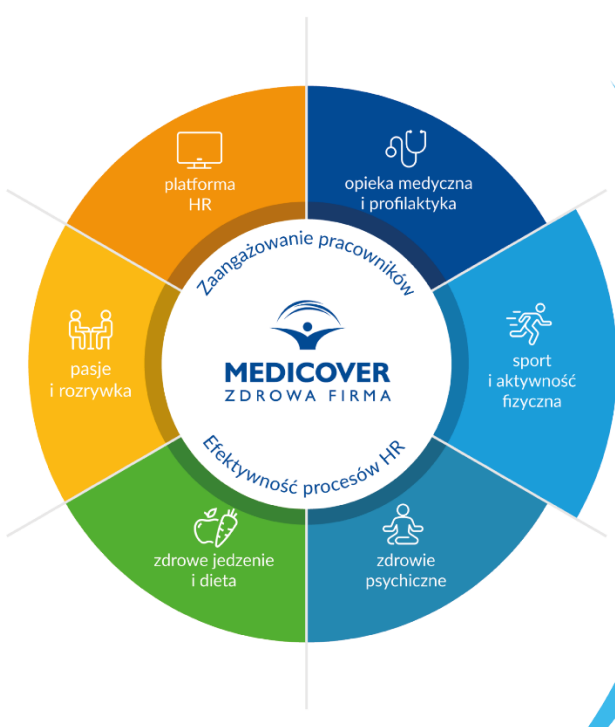 platforma
HR
opieka medyczna
i profilaktyka
Zaangażowanie pracowników
MEDICOVER
ZDROWA FIRMA
Efektywność procesów HR
pasje
i rozrywka
sport
i aktywność
fizyczna
zdrowe jedzenie
i dieta
zdrowie
psychiczne